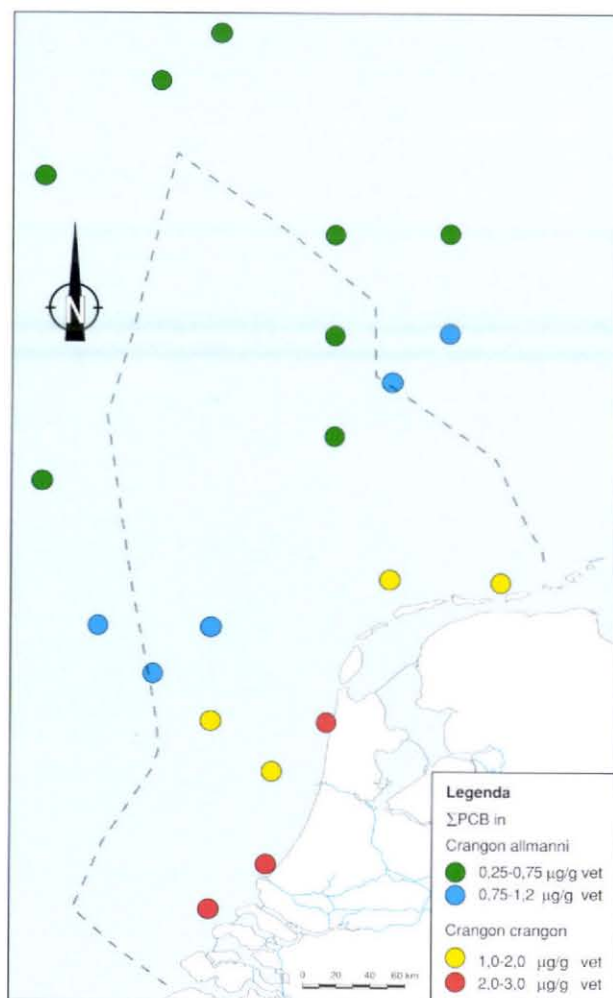 N
Legenda
ΣPCB in
Crangon allmanni
0,25-0,75 µg/g vet
0,75-1,2 µg/g vet
Crangon crangon
1,0-2,0 µg/g vet
2,0-3,0 µg/g vet
0 20 40 60 km